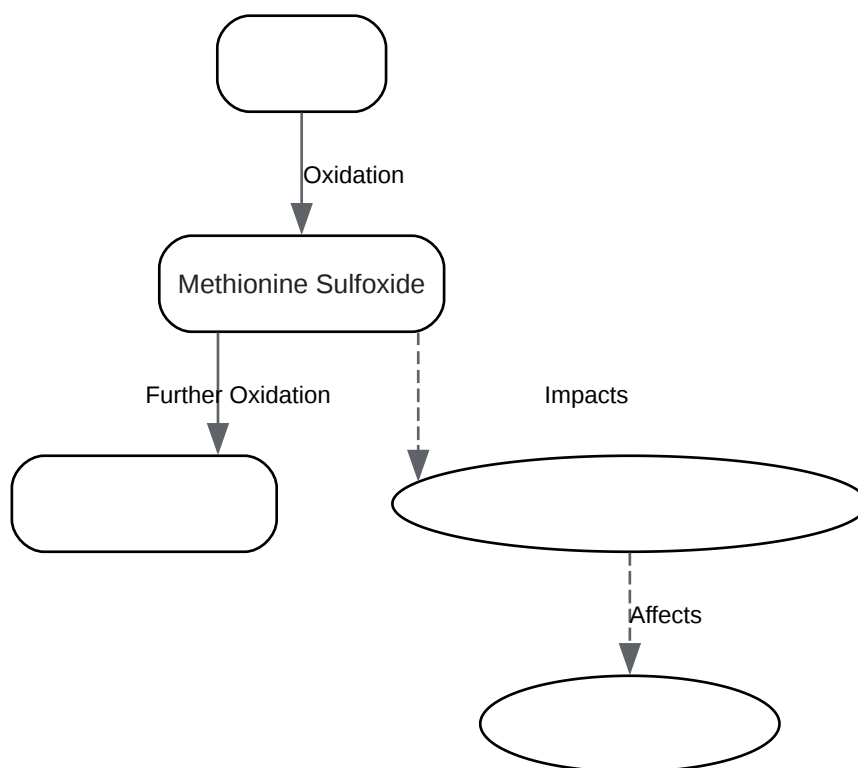 Oxidation
Methionine Sulfoxide
Further Oxidation
Impacts
Affects